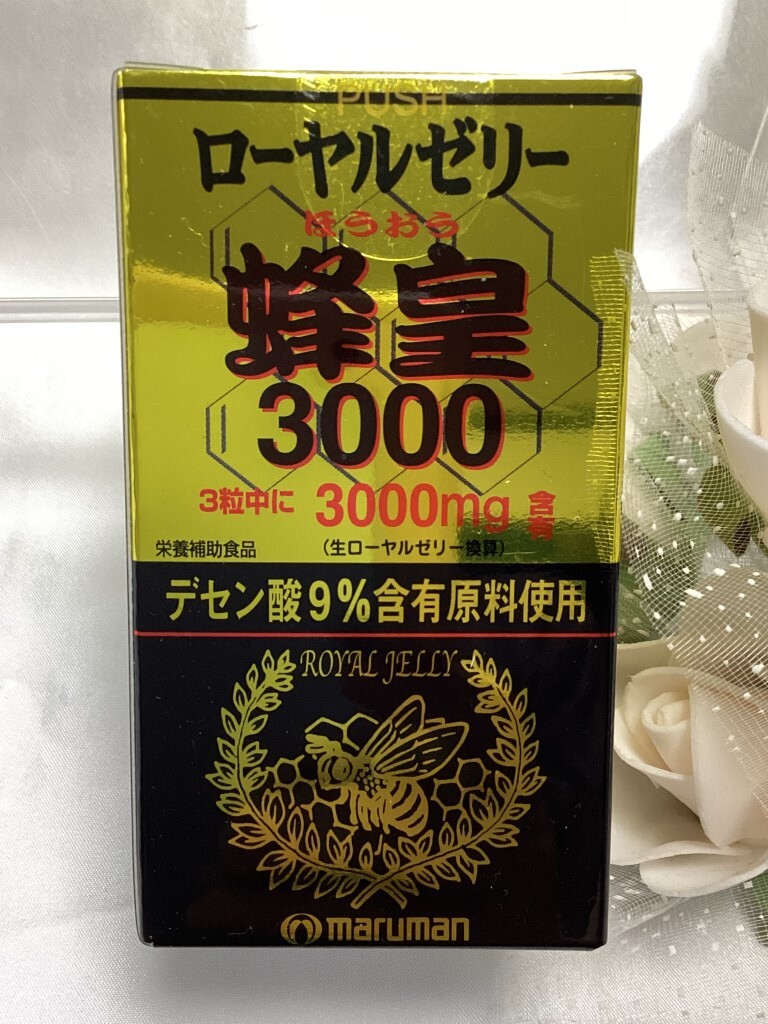 PUSH
ローヤルゼリー
ほうおう
蜂皇
3000
3粒中に 3000mg 含有
栄養補助食品 (生ローヤルゼリー換算)
デセン酸9%含有原料使用
ROYAL JELLY
maruman